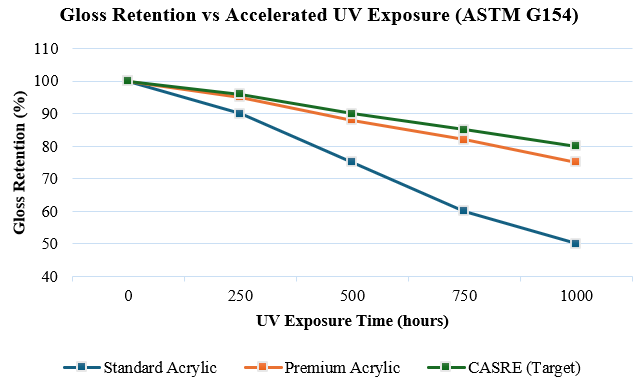 Gloss Retention vs Accelerated UV Exposure (ASTM G154)
110
100
90
80
70
60
50
40
Gloss Retention (%)
0 250 500 750 1000
UV Exposure Time (hours)
Standard Acrylic Premium Acrylic CASRE (Target)